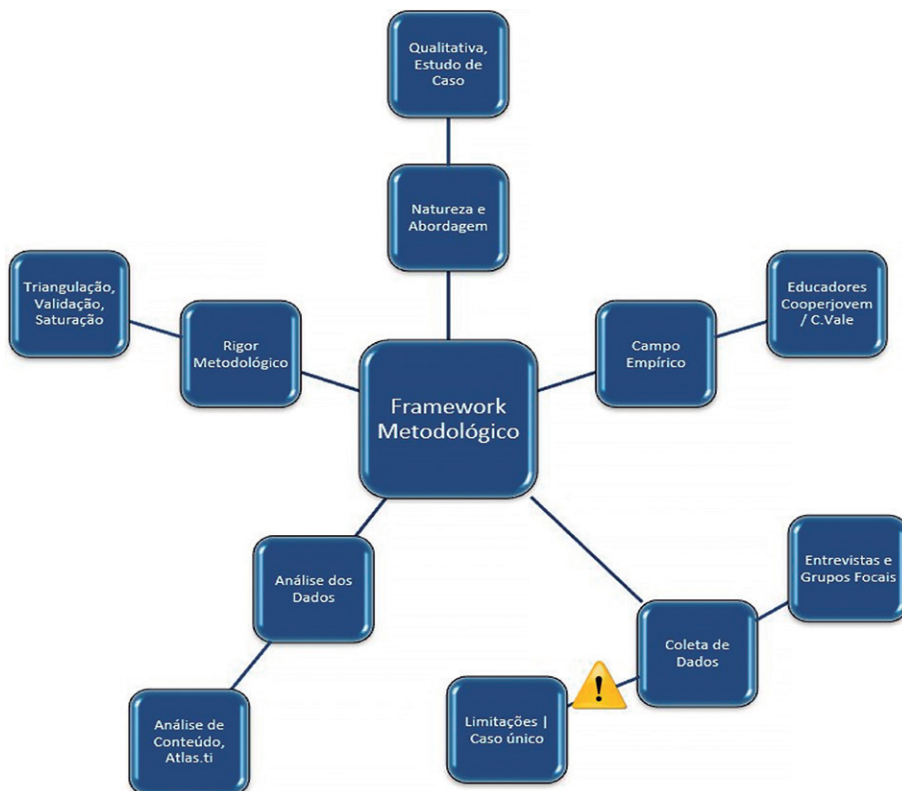 Qualitativa,
Estudo de
Caso
Natureza e
Abordagem
Triangulação,
Validação,
Saturação
Rigor
Metodológico
Educadores
Cooperjovem
/ C.Vale
Campo
Empírico
Framework
Metodológico
Análise dos
Dados
Análise de
Conteúdo,
Atlas.ti
Entrevistas e
Grupos Focais
Coleta de
Dados
!
Limitações |
Caso único